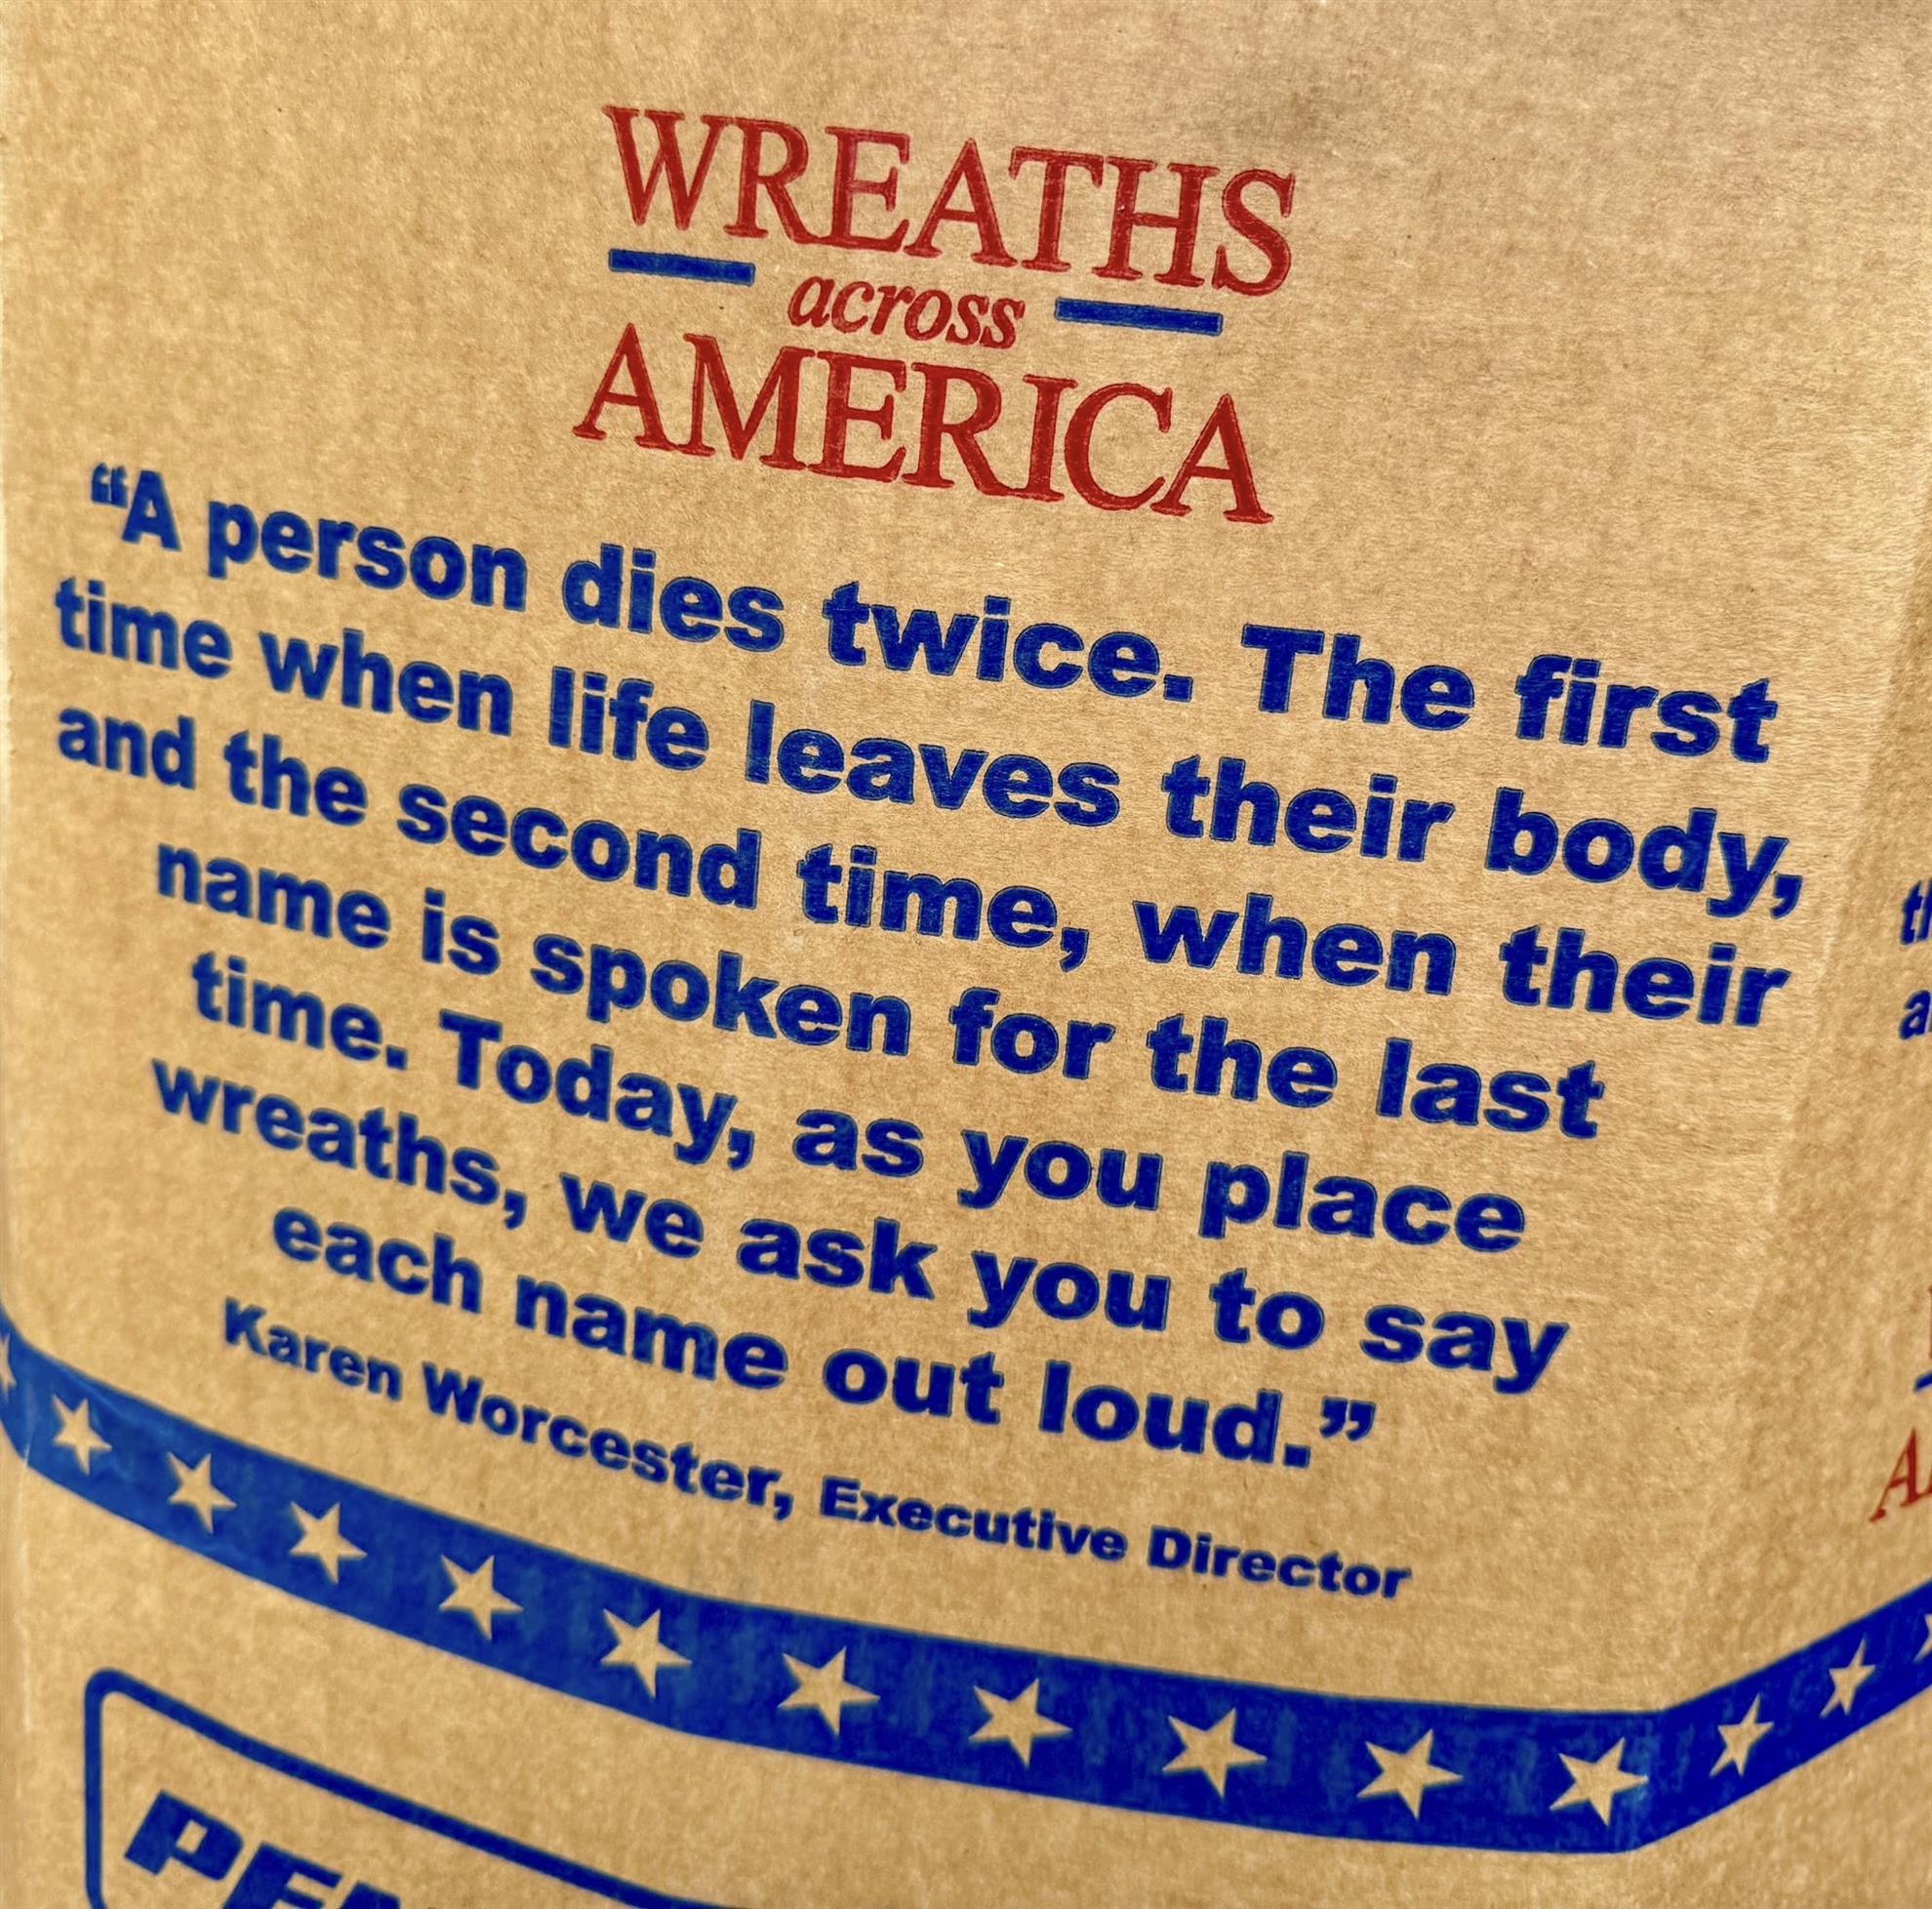 WREATHS
across
AMERICA
“A person dies twice. The first
time when life leaves their body,
and the second time, when their
name is spoken for the last
time. Today, as you place
wreaths, we ask you to say
each name out loud.”
Karen Worcester, Executive Director